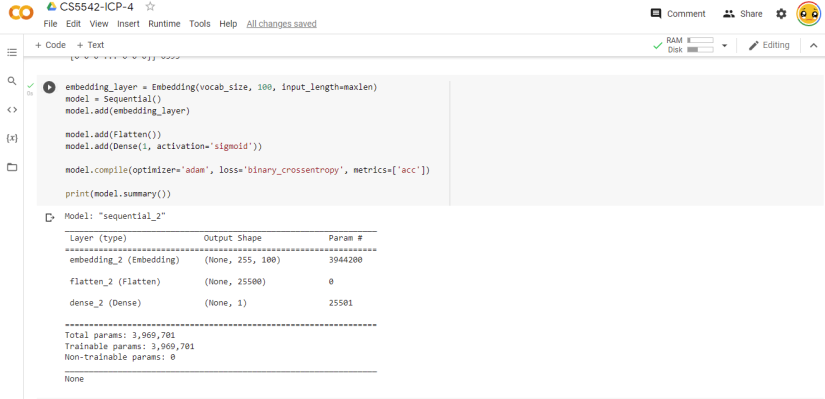 CS5542-ICP-4
Comment
Share
File Edit View Insert Runtime Tools Help All changes saved
+ Code + Text
RAM
Disk
Editing
embedding_layer = Embedding(vocab_size, 100, input_length=maxlen)
model = Sequential()
model.add(embedding_layer)
model.add(Flatten())
model.add(Dense(1, activation='sigmoid'))
model.compile(optimizer='adam', loss='binary_crossentropy', metrics=['acc'])
print(model.summary())
{x}
0s
Model: "sequential_2"
Layer (type) Output Shape Param #
embedding_2 (Embedding) (None, 255, 100) 3944200
flatten_2 (Flatten) (None, 25500) 0
dense_2 (Dense) (None, 1) 25501
Total params: 3,969,701
Trainable params: 3,969,701
Non-trainable params: 0
None